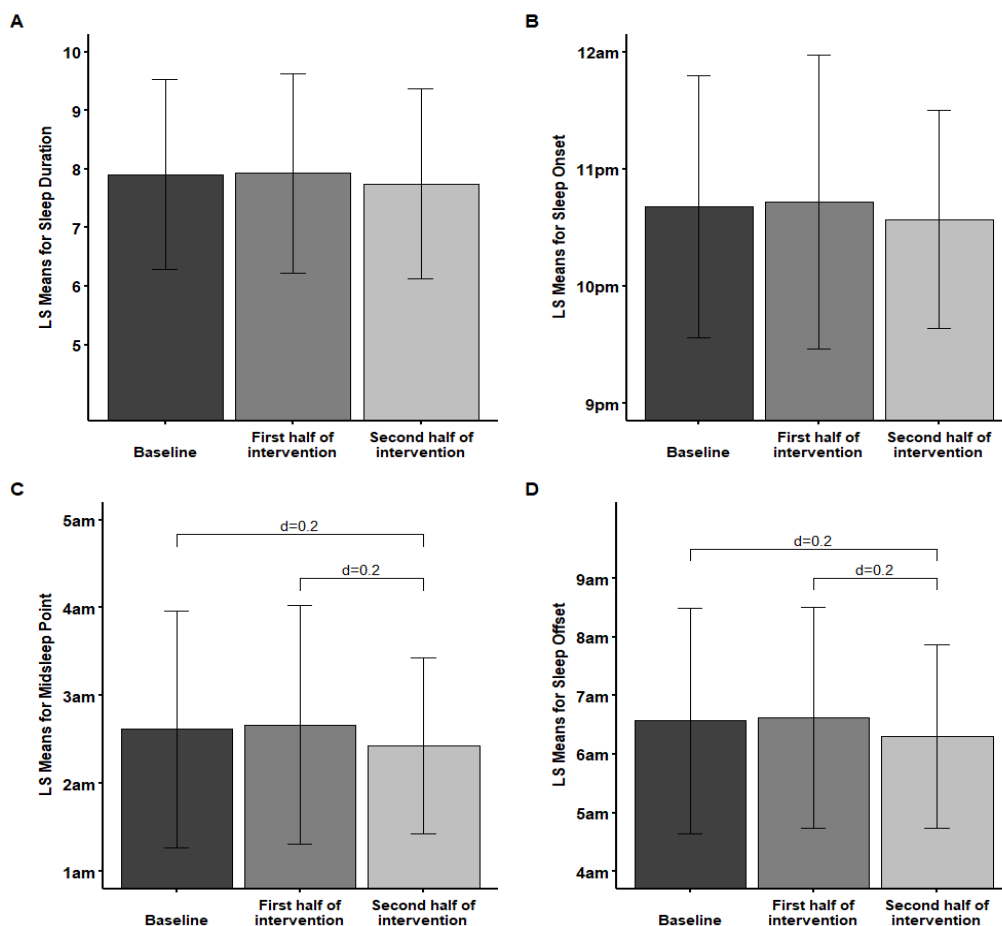 A
LS Means for Sleep Duration
10
9
8
7
6
5
Baseline
First half of
intervention
Second half of
intervention
B
LS Means for Sleep Onset
12am
11pm
10pm
9pm
Baseline
First half of
intervention
Second half of
intervention
C
LS Means for Midsleep Point
5am
4am
3am
2am
1am
d=0.2
d=0.2
Baseline
First half of
intervention
Second half of
intervention
D
LS Means for Sleep Offset
9am
8am
7am
6am
5am
4am
d=0.2
d=0.2
Baseline
First half of
intervention
Second half of
intervention